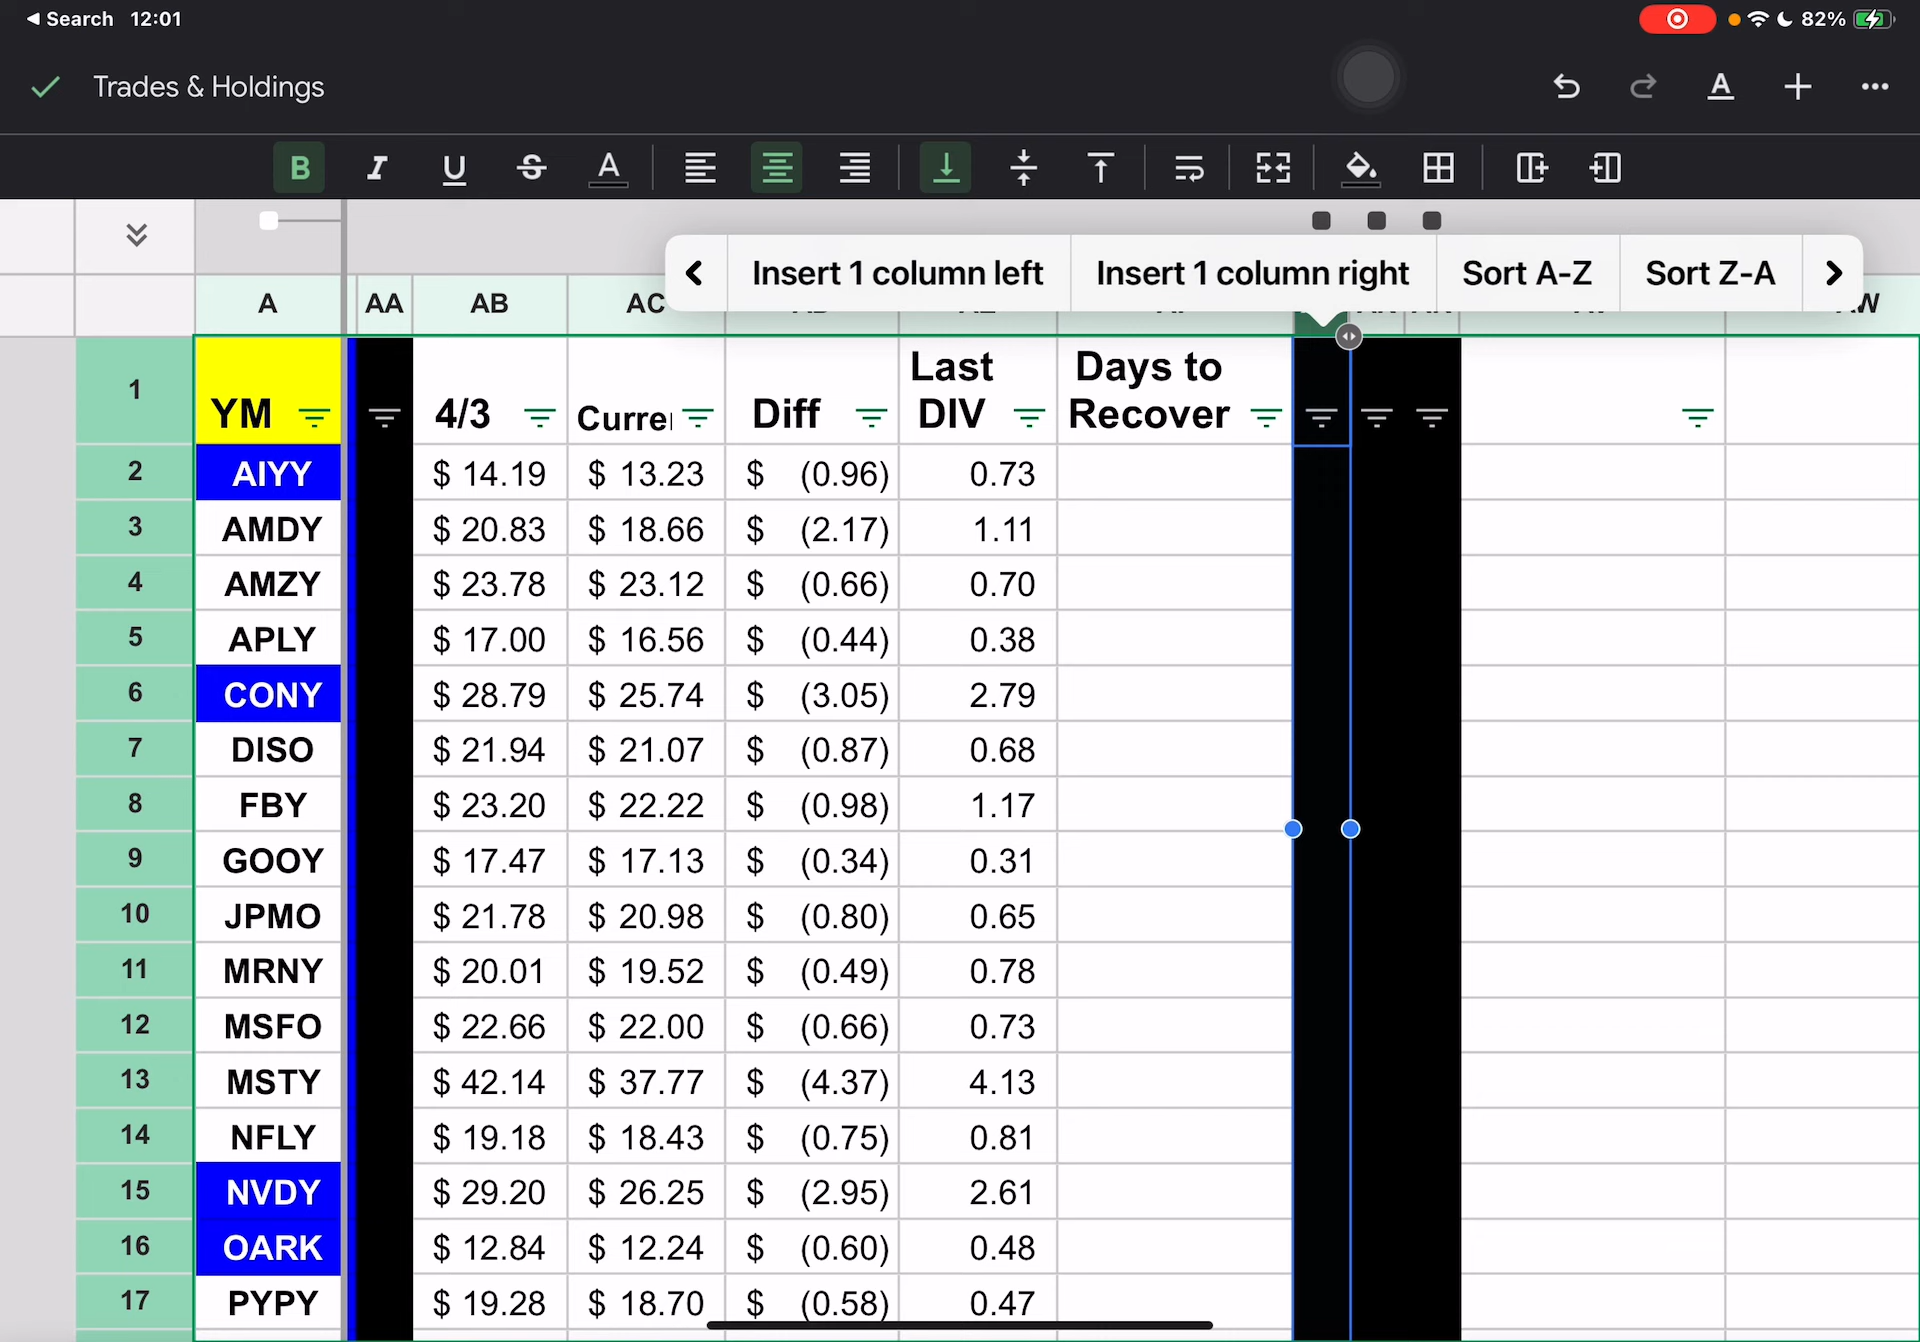 Search 12:01 82%
Trades & Holdings
B I U S A A
Insert 1 column left Insert 1 column right Sort A-Z Sort Z-A
A AA AB AC
1 YM 4/3 Curre Diff Last DIV Days to Recover
2 AIYY $ 14.19 $ 13.23 $ (0.96) 0.73
3 AMDY $ 20.83 $ 18.66 $ (2.17) 1.11
4 AMZY $ 23.78 $ 23.12 $ (0.66) 0.70
5 APLY $ 17.00 $ 16.56 $ (0.44) 0.38
6 CONY $ 28.79 $ 25.74 $ (3.05) 2.79
7 DISO $ 21.94 $ 21.07 $ (0.87) 0.68
8 FBY $ 23.20 $ 22.22 $ (0.98) 1.17
9 GOOY $ 17.47 $ 17.13 $ (0.34) 0.31
10 JPMO $ 21.78 $ 20.98 $ (0.80) 0.65
11 MRNY $ 20.01 $ 19.52 $ (0.49) 0.78
12 MSFO $ 22.66 $ 22.00 $ (0.66) 0.73
13 MSTY $ 42.14 $ 37.77 $ (4.37) 4.13
14 NFLY $ 19.18 $ 18.43 $ (0.75) 0.81
15 NVDY $ 29.20 $ 26.25 $ (2.95) 2.61
16 OARK $ 12.84 $ 12.24 $ (0.60) 0.48
17 PYPY $ 19.28 $ 18.70 $ (0.58) 0.47